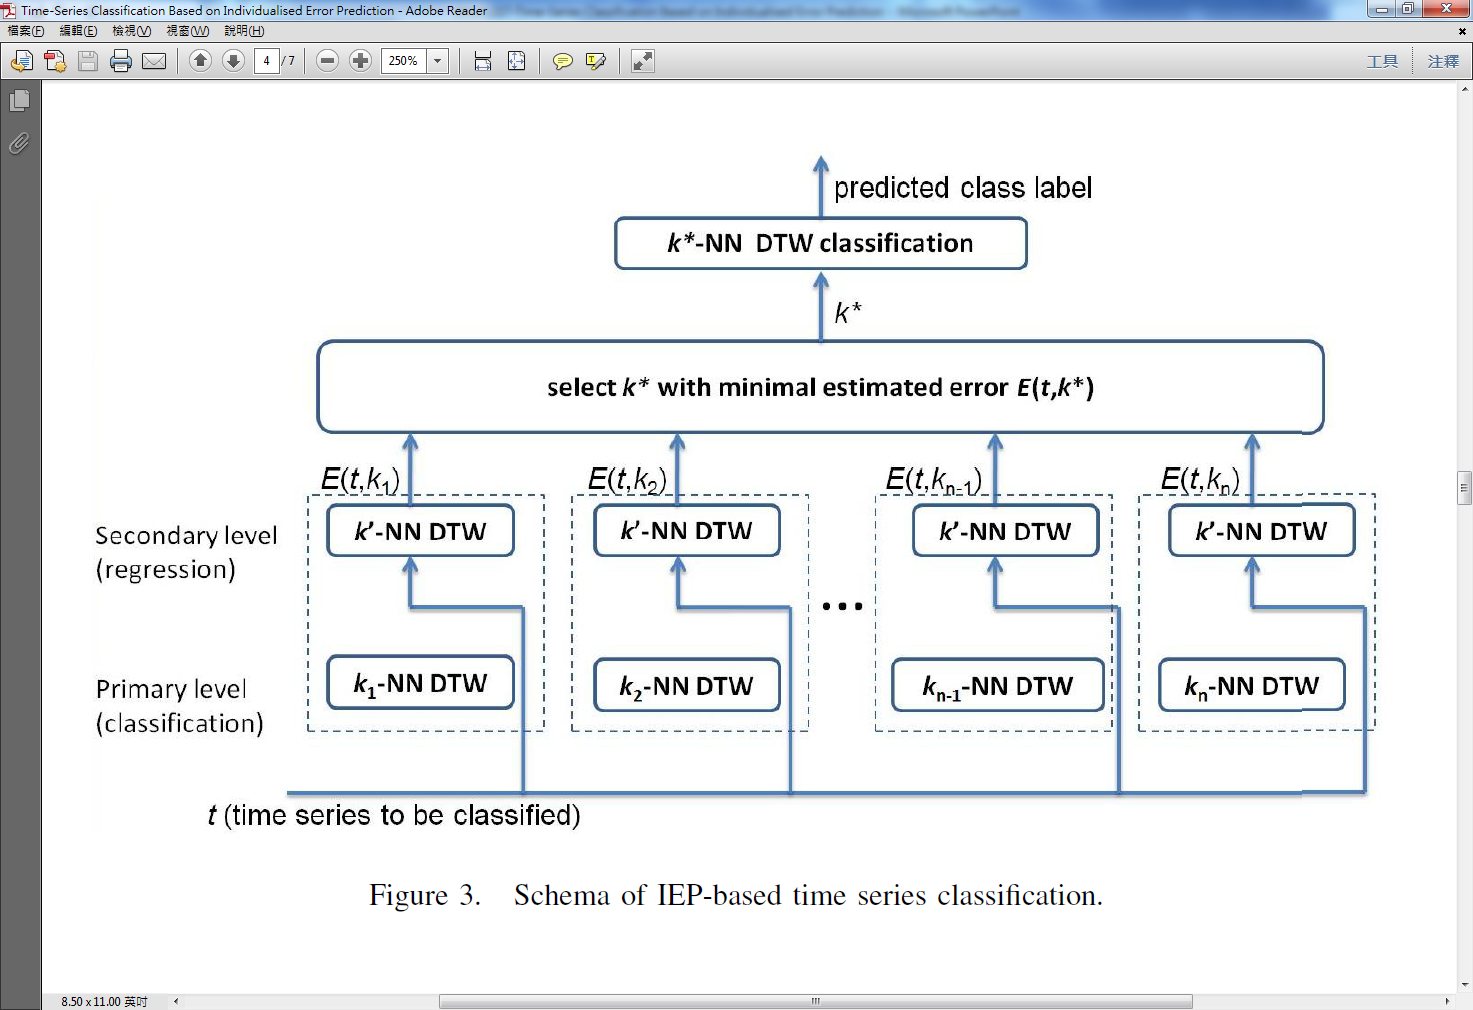 Time-Series Classification Based on Individualised Error Prediction - Adobe Reader
檔案(F) 編輯(E) 檢視(V) 視窗(W) 說明(H)
4 / 7 250% 工具 注釋
predicted class label
k*-NN DTW classification
k*
select k* with minimal estimated error E(t,k*)
E(t,k1) E(t,k2) E(t,kn-1) E(t,kn)
Secondary level
(regression)
k’-NN DTW k’-NN DTW ... k’-NN DTW k’-NN DTW
Primary level
(classification)
k1-NN DTW k2-NN DTW kn-1-NN DTW kn-NN DTW
t (time series to be classified)
Figure 3. Schema of IEP-based time series classification.
8.50 x 11.00 英吋